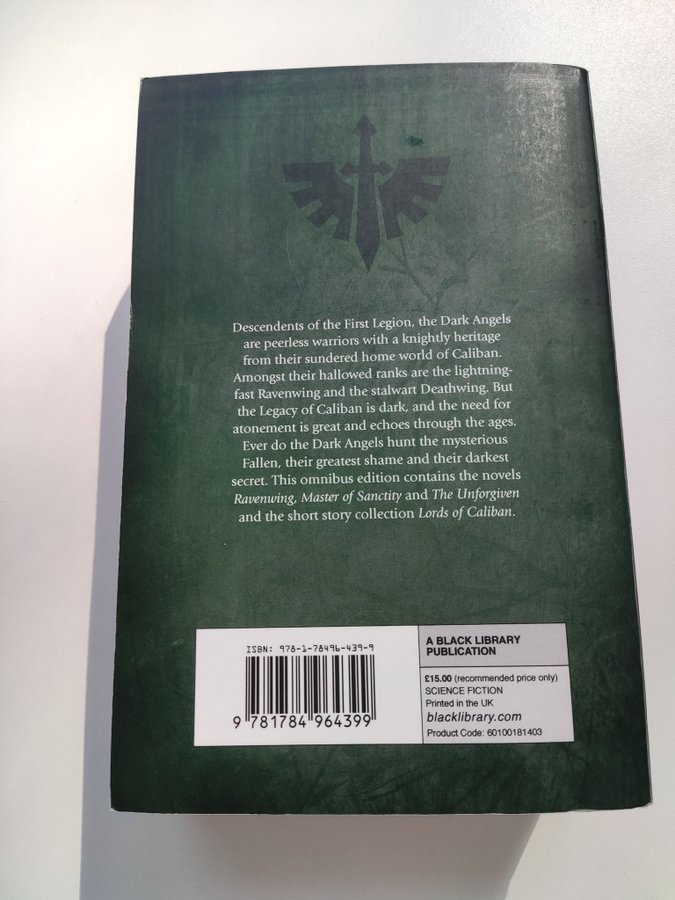 Descendents of the First Legion, the Dark Angels
are peerless warriors with a knightly heritage
from their sundered home world of Caliban.
Amongst their hallowed ranks are the lightning-
fast Ravenwing and the stalwart Deathwing. But
the Legacy of Caliban is dark, and the need for
atonement is great and echoes through the ages.
Ever do the Dark Angels hunt the mysterious
Fallen, their greatest shame and their darkest
secret. This omnibus edition contains the novels
Ravenwing, Master of Sanctity and The Unforgiven
and the short story collection Lords of Caliban.
ISBN: 978-1-78496-439-9
9 781784 964399
A BLACK LIBRARY
PUBLICATION
£15.00 (recommended price only)
SCIENCE FICTION
Printed in the UK
blacklibrary.com
Product Code: 60100181403